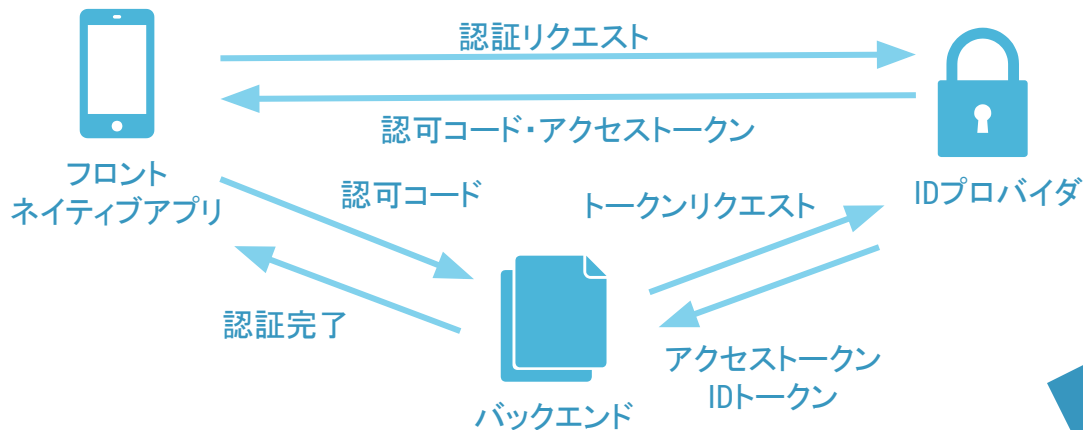 認証リクエスト
認可コード・アクセストークン
フロント
ネイティブアプリ
認可コード
トークンリクエスト
IDプロバイダ
認証完了
アクセストークン
IDトークン
バックエンド